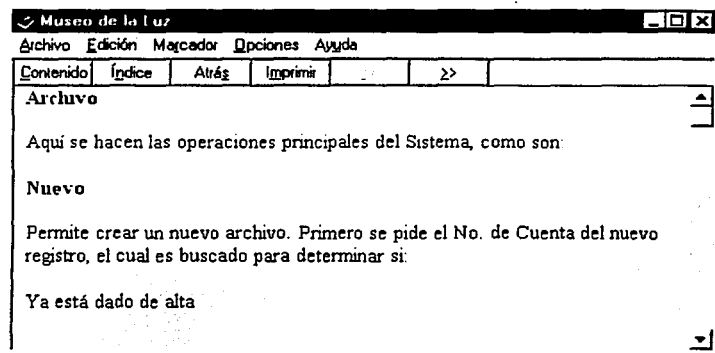 Museo de la Luz
Archivo Edición Marcador Opciones Ayuda
Contenido Índice Atrás Imprimir >>
Archivo
Aquí se hacen las operaciones principales del Sistema, como son:
Nuevo
Permite crear un nuevo archivo. Primero se pide el No. de Cuenta del nuevo
registro, el cual es buscado para determinar si:
Ya está dado de alta